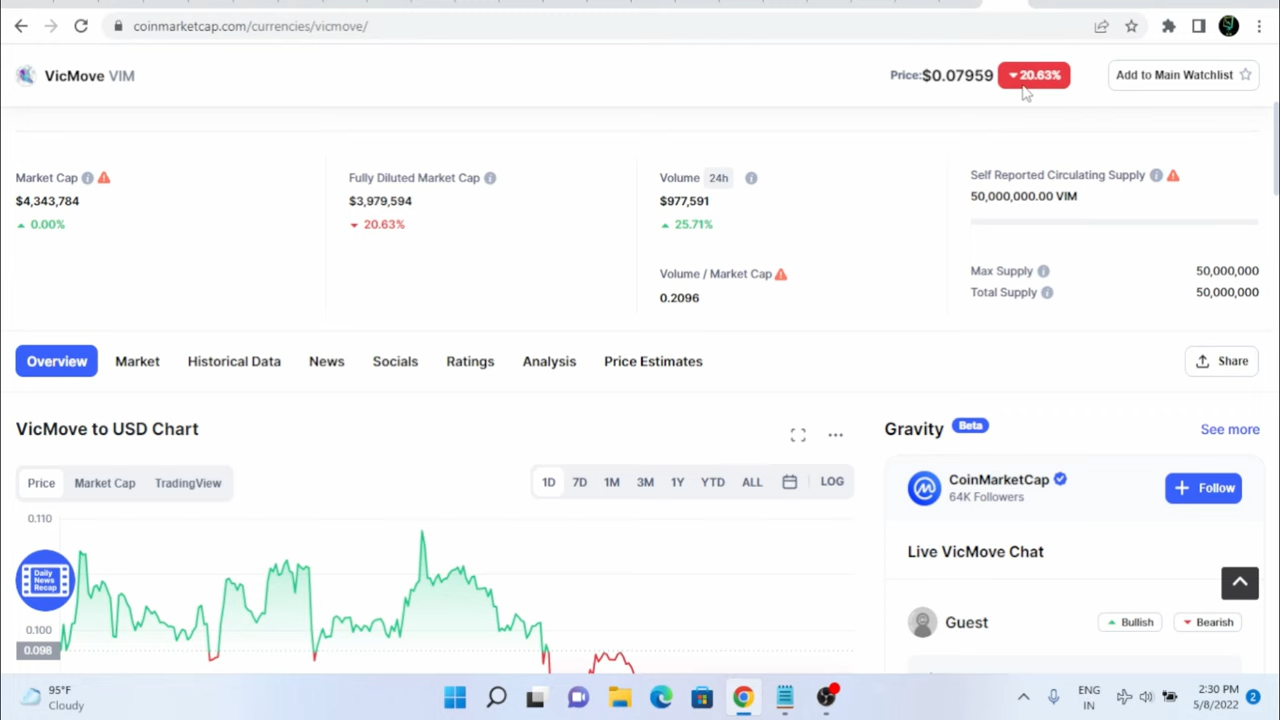 coinmarketcap.com/currencies/vicmove/
VicMove VIM
Price:$0.07959
20.63%
Add to Main Watchlist
Market Cap
$4,343,784
0.00%
Fully Diluted Market Cap
$3,979,594
20.63%
Volume 24h
$977,591
25.71%
Volume / Market Cap
0.2096
Self Reported Circulating Supply
50,000,000.00 VIM
Max Supply 50,000,000
Total Supply 50,000,000
Overview Market Historical Data News Socials Ratings Analysis Price Estimates
Share
VicMove to USD Chart
Price Market Cap TradingView
1D 7D 1M 3M 1Y YTD ALL LOG
0.110
0.100
0.098
Daily
News
Recap
Gravity Beta
See more
CoinMarketCap
64K Followers
+ Follow
Live VicMove Chat
Guest
Bullish
Bearish
95°F
Cloudy
ENG
IN
2:30 PM
5/8/2022
2